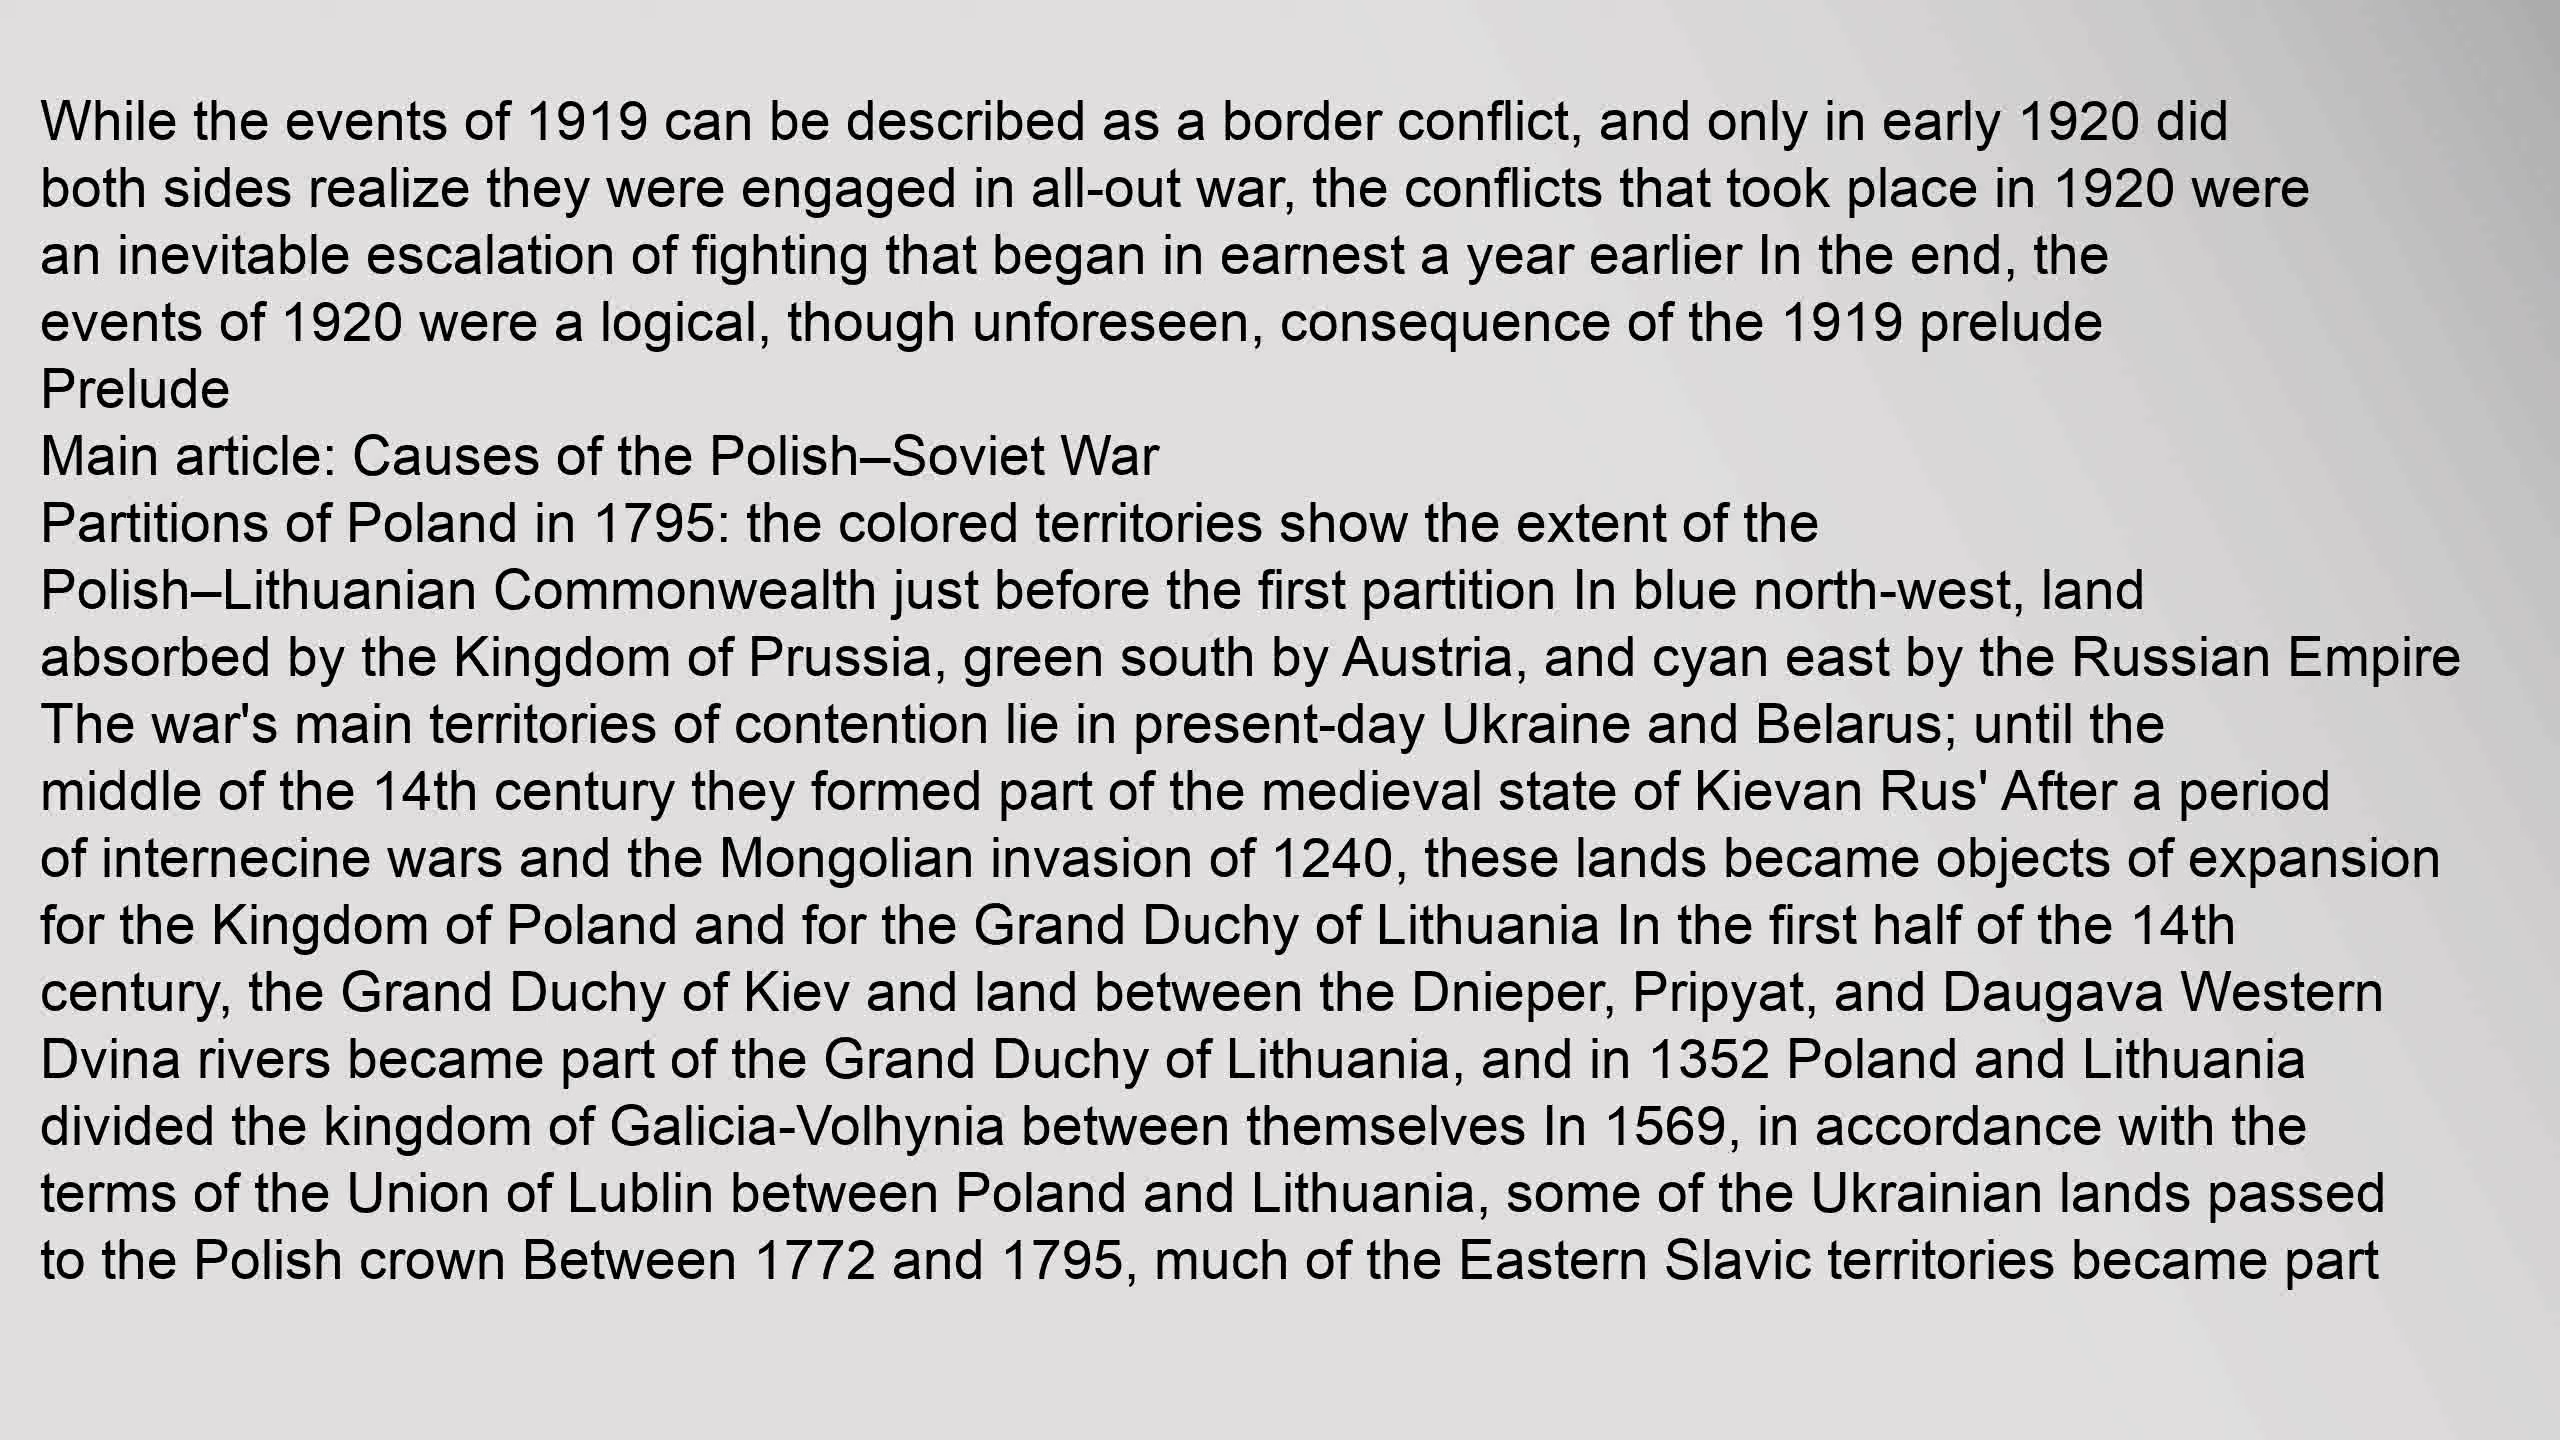 While the events of 1919 can be described as a border conflict, and only in early 1920 did
both sides realize they were engaged in all-out war, the conflicts that took place in 1920 were
an inevitable escalation of fighting that began in earnest a year earlier In the end, the
events of 1920 were a logical, though unforeseen, consequence of the 1919 prelude
Prelude
Main article: Causes of the Polish–Soviet War
Partitions of Poland in 1795: the colored territories show the extent of the
Polish–Lithuanian Commonwealth just before the first partition In blue north-west, land
absorbed by the Kingdom of Prussia, green south by Austria, and cyan east by the Russian Empire
The war's main territories of contention lie in present-day Ukraine and Belarus; until the
middle of the 14th century they formed part of the medieval state of Kievan Rus' After a period
of internecine wars and the Mongolian invasion of 1240, these lands became objects of expansion
for the Kingdom of Poland and for the Grand Duchy of Lithuania In the first half of the 14th
century, the Grand Duchy of Kiev and land between the Dnieper, Pripyat, and Daugava Western
Dvina rivers became part of the Grand Duchy of Lithuania, and in 1352 Poland and Lithuania
divided the kingdom of Galicia-Volhynia between themselves In 1569, in accordance with the
terms of the Union of Lublin between Poland and Lithuania, some of the Ukrainian lands passed
to the Polish crown Between 1772 and 1795, much of the Eastern Slavic territories became part